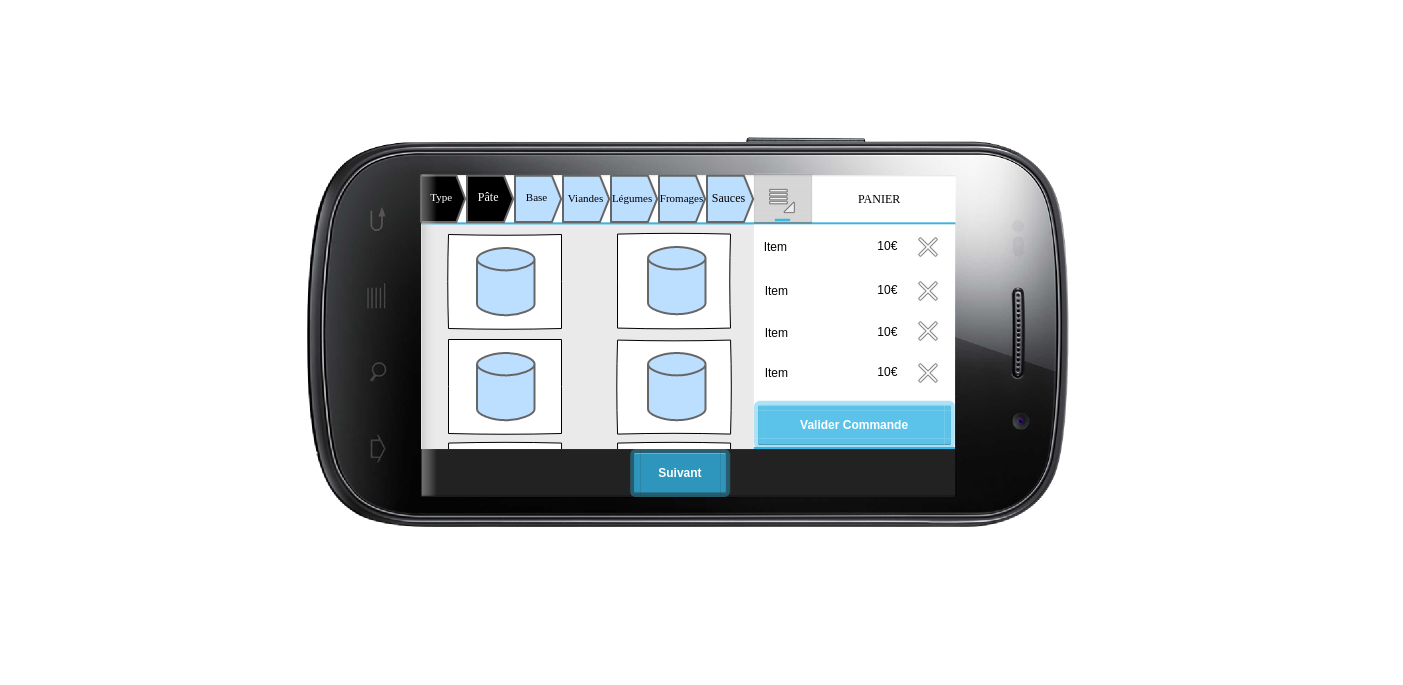 Type Pâte Base Viandes Légumes Fromages Sauces PANIER
Item 10€
Item 10€
Item 10€
Item 10€
Valider Commande
Suivant